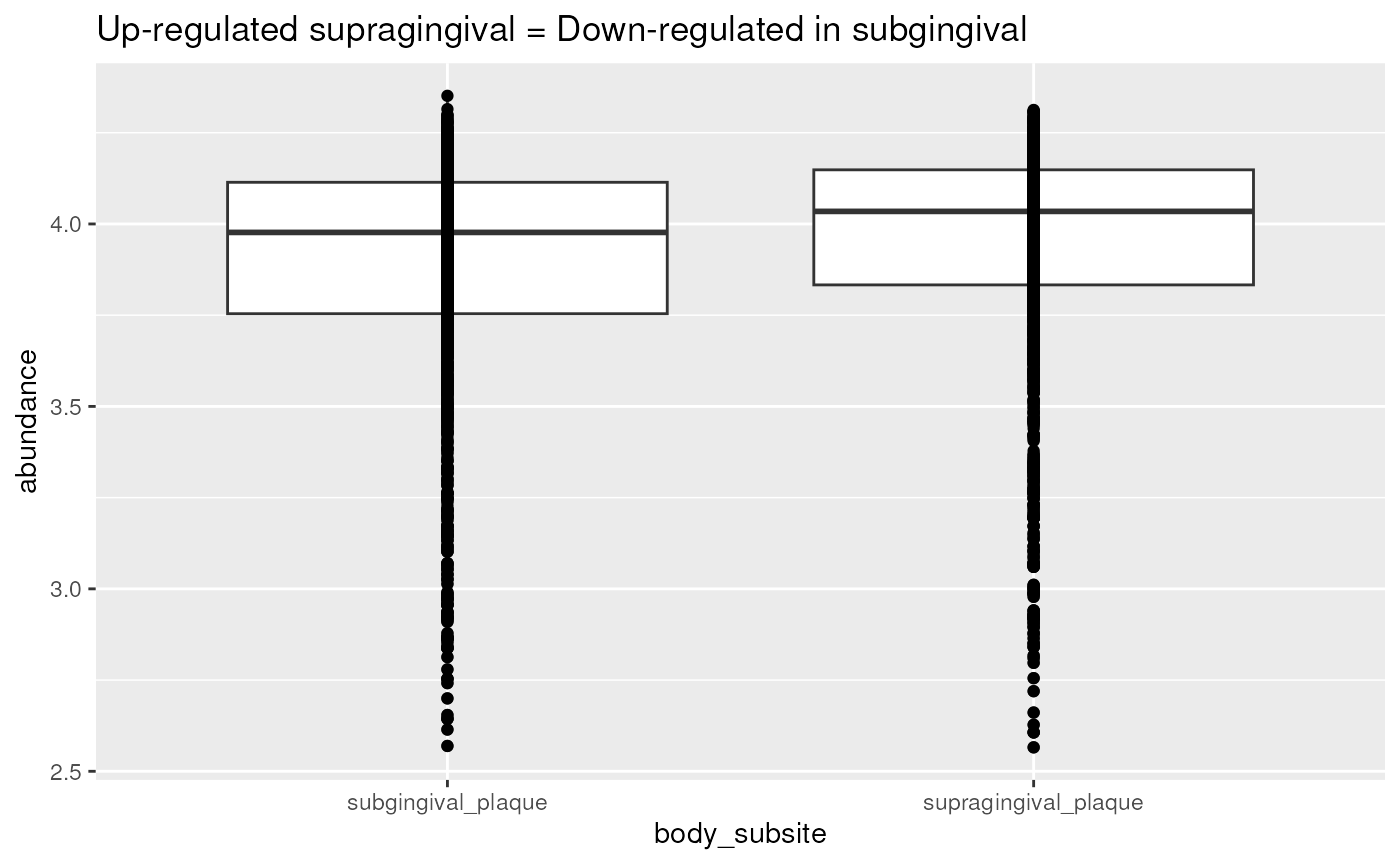 Up-regulated supragingival = Down-regulated in subgingival
abundance
4.0
3.5
3.0
2.5
subgingival_plaque
supragingival_plaque
body_subsite